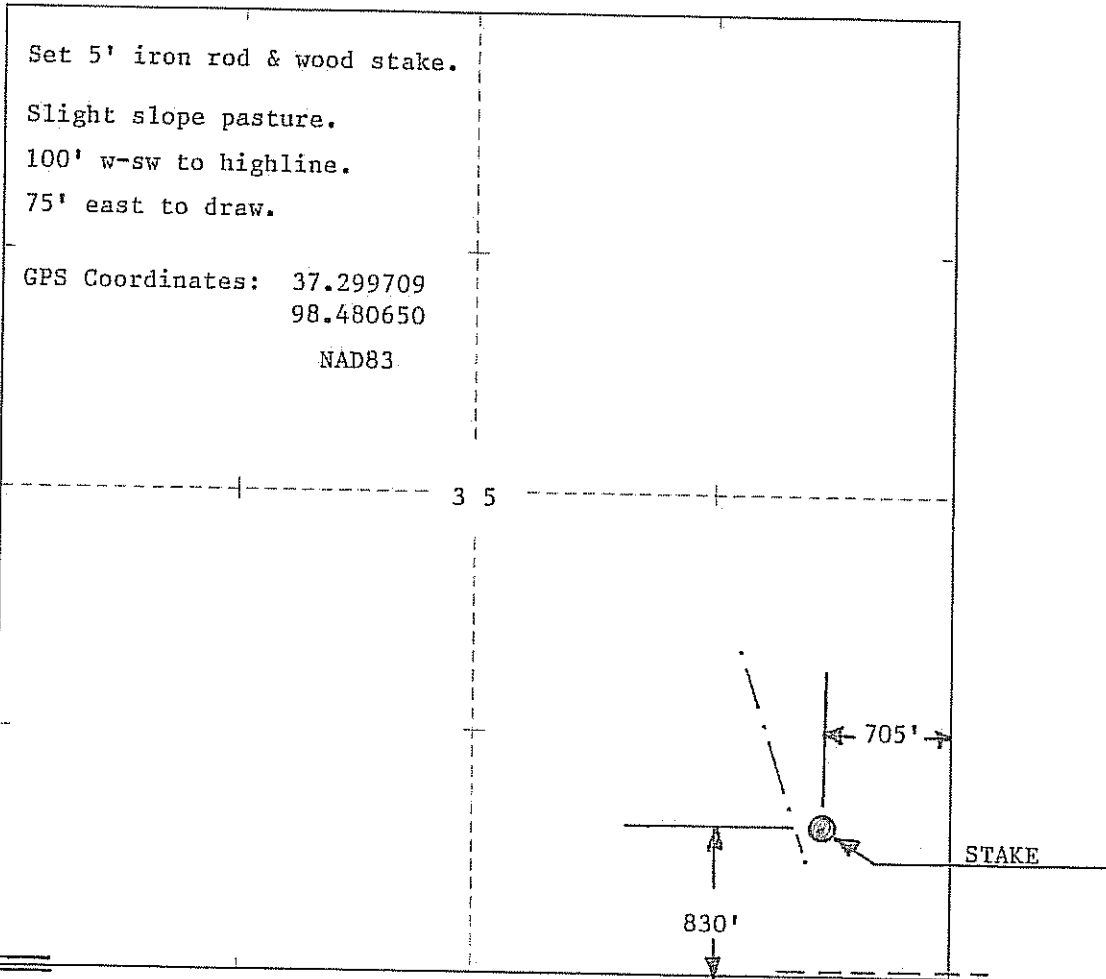 Set 5' iron rod & wood stake.
Slight slope pasture.
100' w-sw to highline.
75' east to draw.
GPS Coordinates: 37.299709
98.480650
NAD83
3 5
705'
STAKE
830'